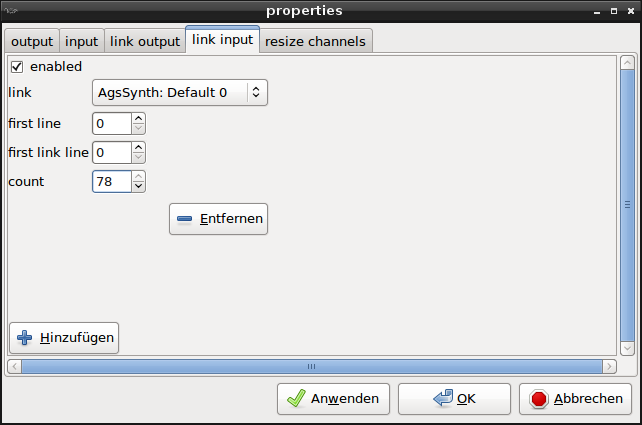 properties
output
input
link output
link input
resize channels
enabled
link
AgsSynth: Default 0
first line
0
first link line
0
count
78
Entfernen
Hinzufügen
Anwenden
OK
Abbrechen